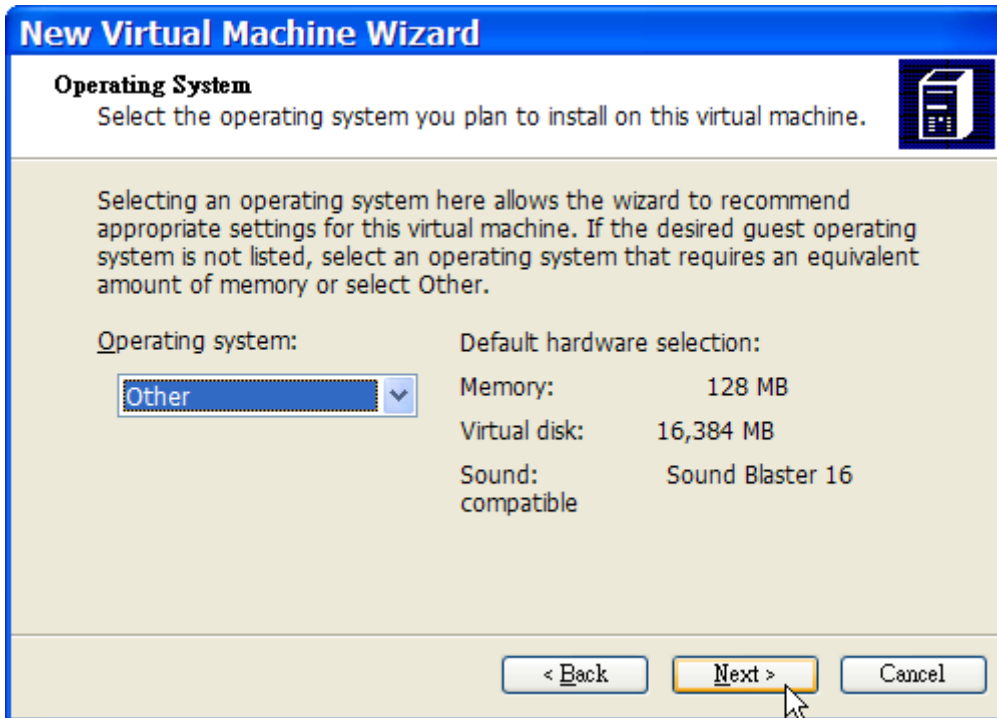 New Virtual Machine Wizard
Operating System
Select the operating system you plan to install on this virtual machine.
Selecting an operating system here allows the wizard to recommend
appropriate settings for this virtual machine. If the desired guest operating
system is not listed, select an operating system that requires an equivalent
amount of memory or select Other.
Operating system:
Other
Default hardware selection:
Memory: 128 MB
Virtual disk: 16,384 MB
Sound: Sound Blaster 16
compatible
< Back
Next >
Cancel